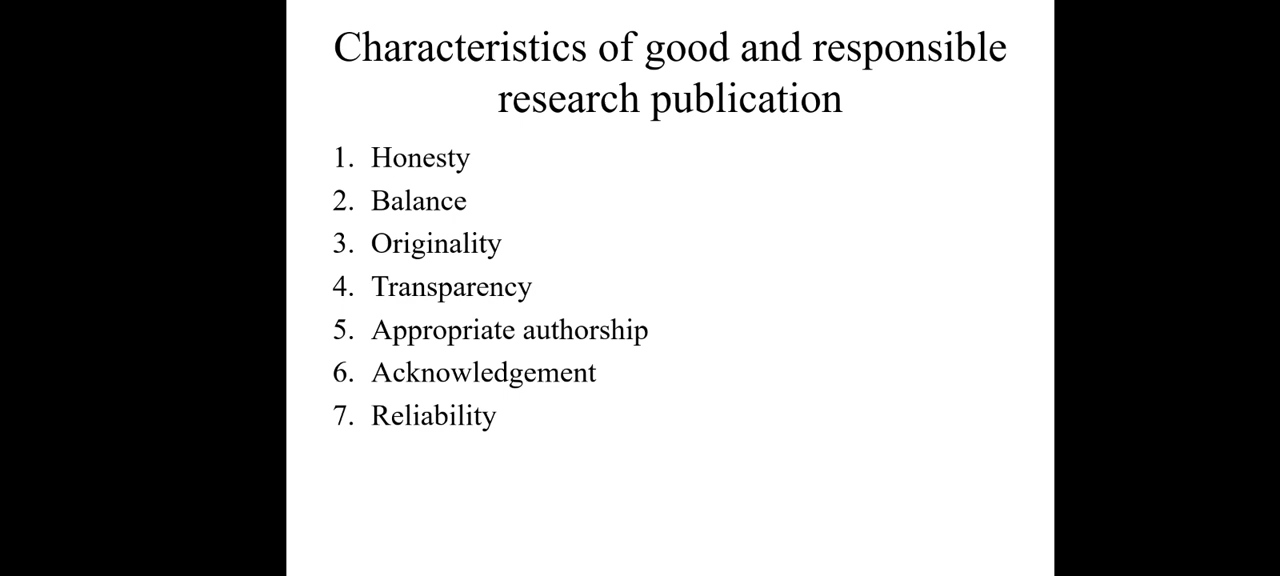 Characteristics of good and responsible
research publication
1. Honesty
2. Balance
3. Originality
4. Transparency
5. Appropriate authorship
6. Acknowledgement
7. Reliability